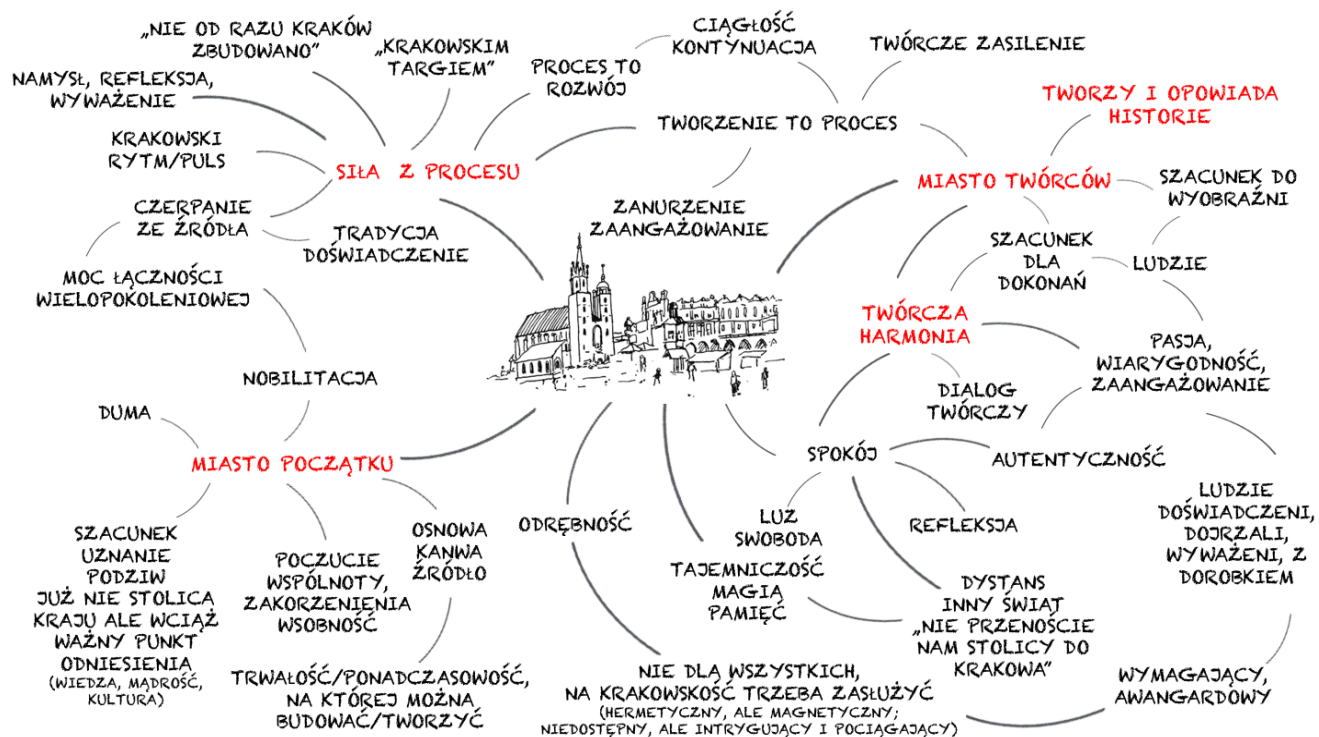 „NIE OD RAZU KRAKÓW
ZBUDOWANO”
„KRAKOWSKIM
TARGIEM”
NAMYSŁ, REFLEKSJA,
WYWAŻENIE
KRAKOWSKI
RYTM/PULS
PROCES TO
ROZWÓJ
CIĄGŁOŚĆ
KONTYNUACJA
TWÓRCZE ZASILENIE
TWORZENIE TO PROCES
TWORZY I OPOWIADA
HISTORIE
SIŁA Z PROCESU
MIASTO TWÓRCÓW
SZACUNEK DO
WYOBRAŹNI
CZERPANIE
ZE ŹRÓDŁA
TRADYCJA
DOŚWIADCZENIE
ZANURZENIE
ZAANGAŻOWANIE
SZACUNEK
DLA
DOKONAŃ
LUDZIE
MOC ŁĄCZNOŚCI
WIELOPOKOLENIOWEJ
TWÓRCZA
HARMONIA
PASJA,
WIARYGODNOŚĆ,
ZAANGAŻOWANIE
NOBILITACJA
DUMA
DIALOG
TWÓRCZY
MIASTO POCZĄTKU
SPOKÓJ
AUTENTYCZNOŚĆ
SZACUNEK
UZNANIE
PODZIW
JUŻ NIE STOLICĄ
KRAJU ALE WCIĄŻ
WAŻNY PUNKT
ODNIESIENIA
(WIEDZA, MĄDROŚĆ,
KULTURA)
POCZUCIE
WSPÓLNOTY,
ZAKORZENIENIA
WSOBNOŚĆ
OSNOWA
KANWA
ŹRÓDŁO
ODRĘBNOŚĆ
LUZ
SWOBODA
REFLEKSJA
LUDZIE
DOŚWIADCZENI,
DOJRZALI,
WYWAŻENI, Z
DOROBKIEM
TAJEMNICZOŚĆ
MAGIĄ
PAMIĘĆ
DYSTANS
INNY ŚWIAT
„NIE PRZENOŚCIE
NAM STOLICY DO
KRAKOWA”
TRWAŁOŚĆ/PONADCZASOWOŚĆ,
NA KTÓREJ MOŻNA
BUDOWAĆ/TWORZYĆ
NIE DLA WSZYSTKICH,
NA KRAKOWSKOŚĆ TRZEBA ZASŁUŻYĆ
(HERMETYCZNY, ALE MAGNETYCZNY;
NIEDOSTĘPNY, ALE INTRYGUJĄCY I POCIĄGAJĄCY)
WYMAGAJĄCY,
AWANGARDOWY